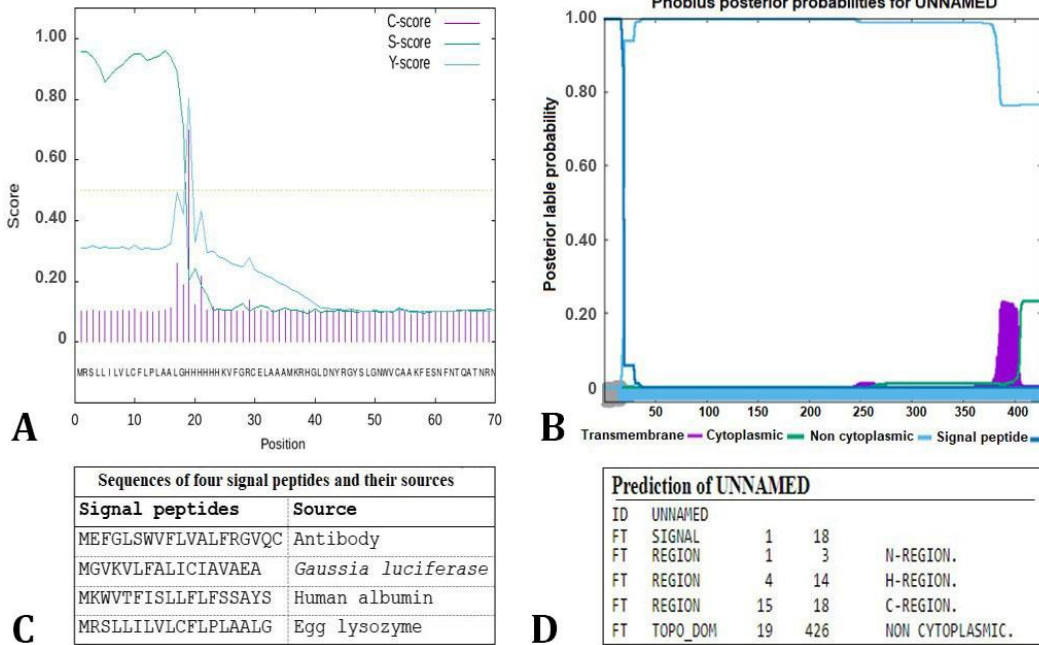 Phobius posterior probabilities for UNNAMED
C-score
S-score
Y-score
1.00
0.80
0.60
0.40
0.20
0
Score
MRSLLILVLCFLPLAALGHHHHHHKVFGRCELAAAMKRHGLDNYRGYSLGNWVCAAKFESNFNTQATNRN
0 10 20 30 40 50 60 70
Position
A
1.00
0.80
0.60
0.40
0.20
0
Posterior lable probability
50 100 150 200 250 300 350 400
Transmembrane Cytoplasmic Non cytoplasmic Signal peptide
B
Sequences of four signal peptides and their sources
Signal peptides Source
MEFGLSWVFLVALFRGVQC Antibody
MGVKVLFALICIAVAEA Gaussia luciferase
MKWVTFISLLFLFSSAYS Human albumin
MRSLLILVLCFLPLAALG Egg lysozyme
C
Prediction of UNNAMED
ID UNNAMED
FT SIGNAL 1 18
FT REGION 1 3 N-REGION.
FT REGION 4 14 H-REGION.
FT REGION 15 18 C-REGION.
FT TOPO_DOM 19 426 NON CYTOPLASMIC.
D